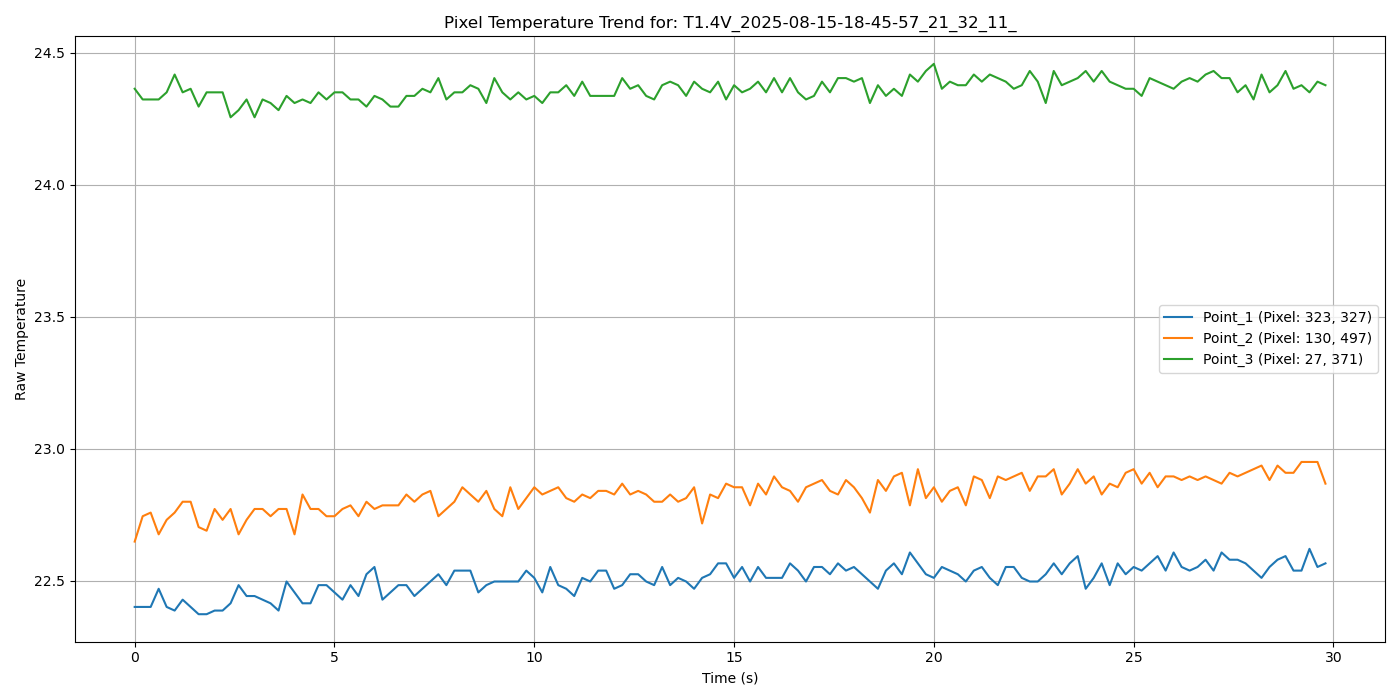 Pixel Temperature Trend for: T1.4V_2025-08-15-18-45-57_21_32_11_
24.5
24.0
23.5
23.0
22.5
Raw Temperature
Point_1 (Pixel: 323, 327)
Point_2 (Pixel: 130, 497)
Point_3 (Pixel: 27, 371)
0 5 10 15 20 25 30
Time (s)